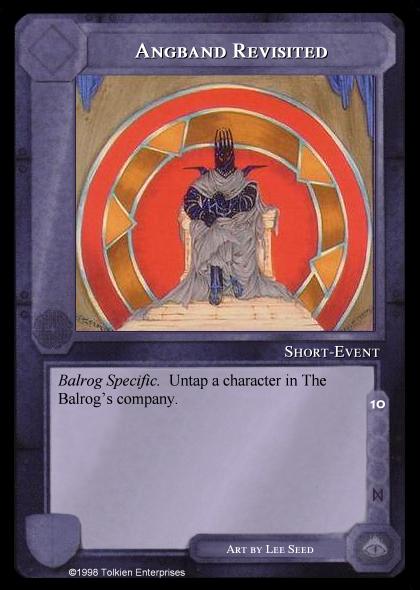 Angband Revisited
Short-Event
Balrog Specific. Untap a character in The
Balrog's company.
10
Art by Lee Seed
©1998 Tolkien Enterprises